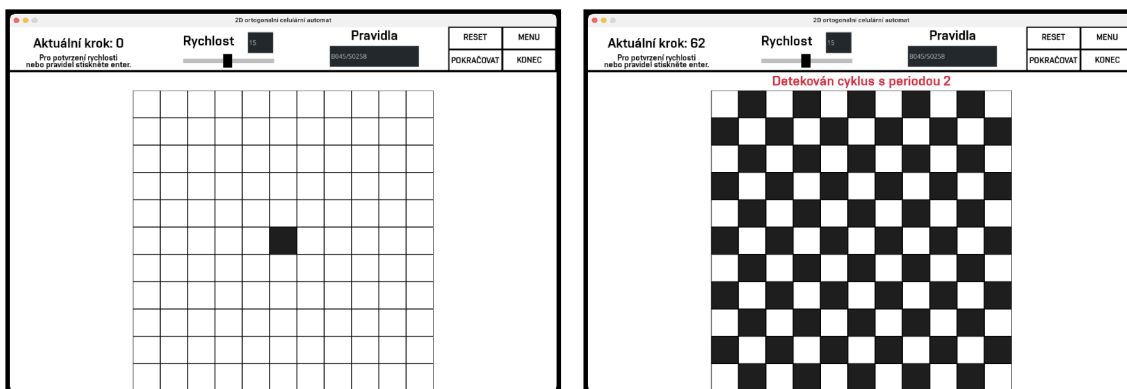 2D ortogonalní celulární automat
Aktuální krok: 0
Pro potvrzení rychlosti
nebo pravidel stiskněte enter.
Rychlost
15
Pravidla
B045/S0258
RESET
MENU
POKRAČOVAT
KONEC
2D ortogonalní celulární automat
Aktuální krok: 62
Pro potvrzení rychlosti
nebo pravidel stiskněte enter.
Rychlost
15
Pravidla
B045/S0258
RESET
MENU
POKRAČOVAT
KONEC
Detekován cyklus s periodou 2